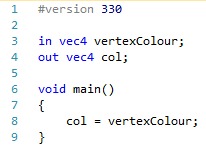 1 #version 330
2
3 in vec4 vertexColour;
4 out vec4 col;
5
6 void main()
7 {
8     col = vertexColour;
9 }